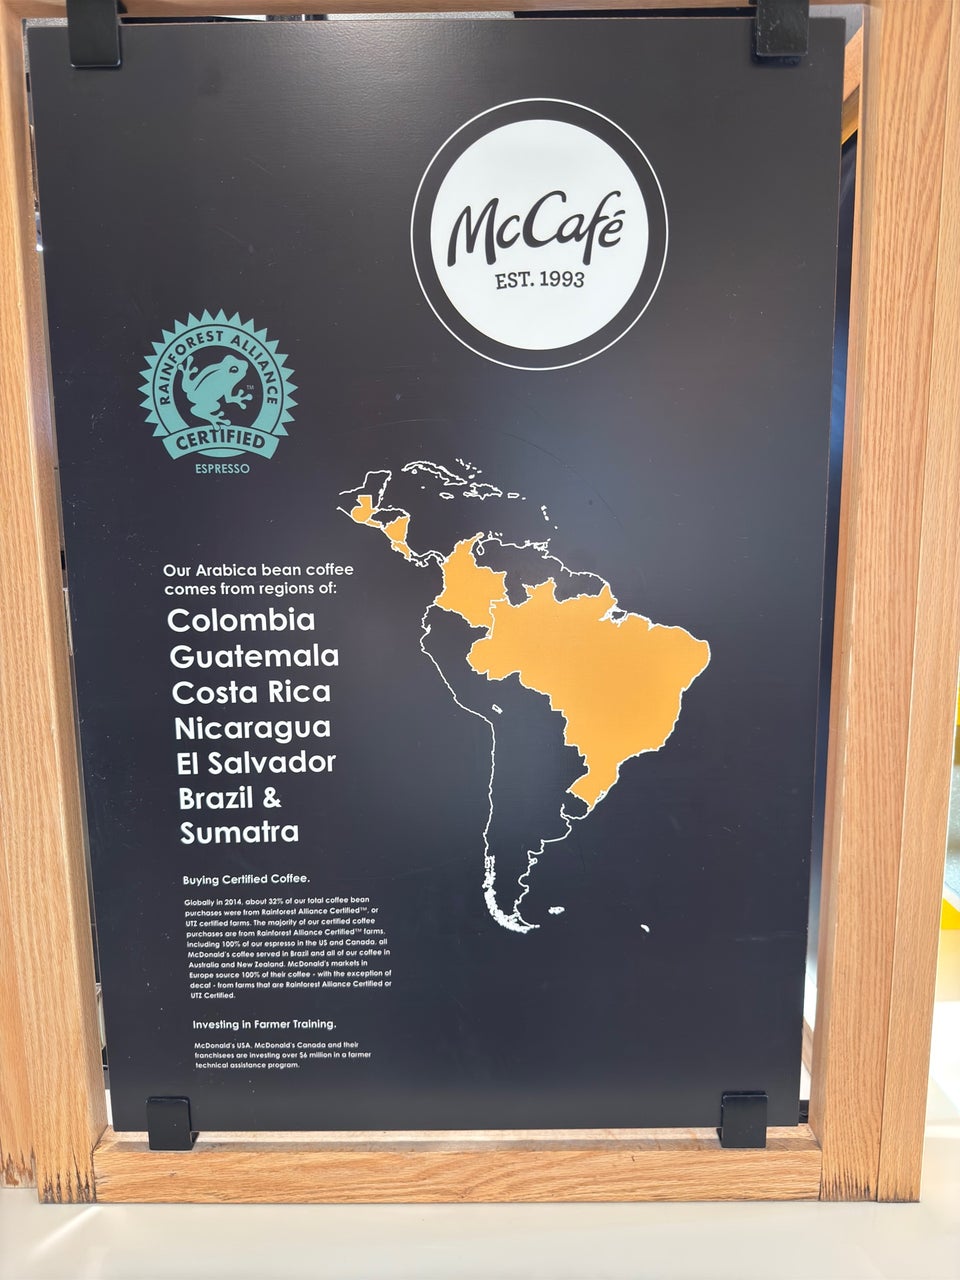 McCafé
EST. 1993
RAINFOREST ALLIANCE
TM
CERTIFIED
ESPRESSO
Our Arabica bean coffee
comes from regions of:
Colombia
Guatemala
Costa Rica
Nicaragua
El Salvador
Brazil &
Sumatra
Buying Certified Coffee.
Globally in 2014, about 32% of our total coffee bean
purchases were from Rainforest Alliance Certified™, or
UTZ certified farms. The majority of our certified coffee
purchases are from Rainforest Alliance Certified™ farms,
including 100% of our espresso in the US and Canada, all
McDonald's coffee served in Brazil and all of our coffee in
Australia and New Zealand. McDonald's markets in
Europe source 100% of their coffee - with the exception of
decaf - from farms that are Rainforest Alliance Certified or
UTZ Certified.
Investing in Farmer Training.
McDonald's USA, McDonald's Canada and their
franchisees are investing over $6 million in a farmer
technical assistance program.